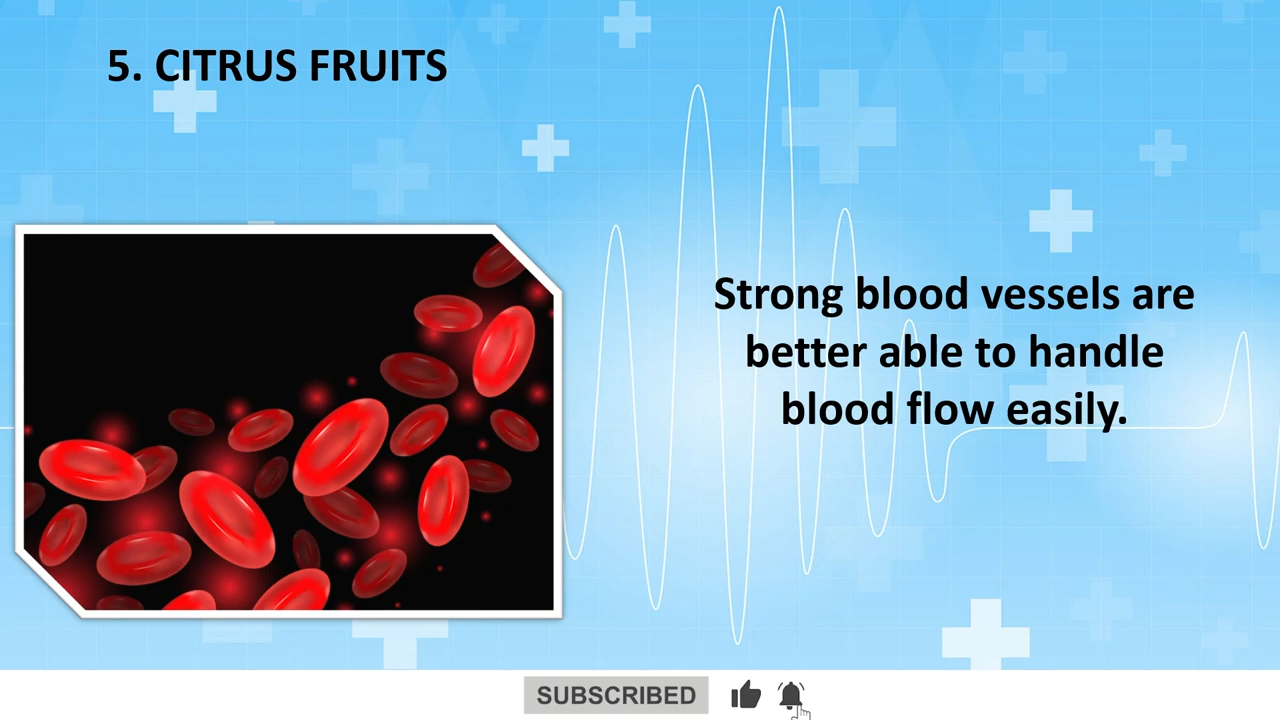 5. CITRUS FRUITS
Strong blood vessels are
better able to handle
blood flow easily.
SUBSCRIBED